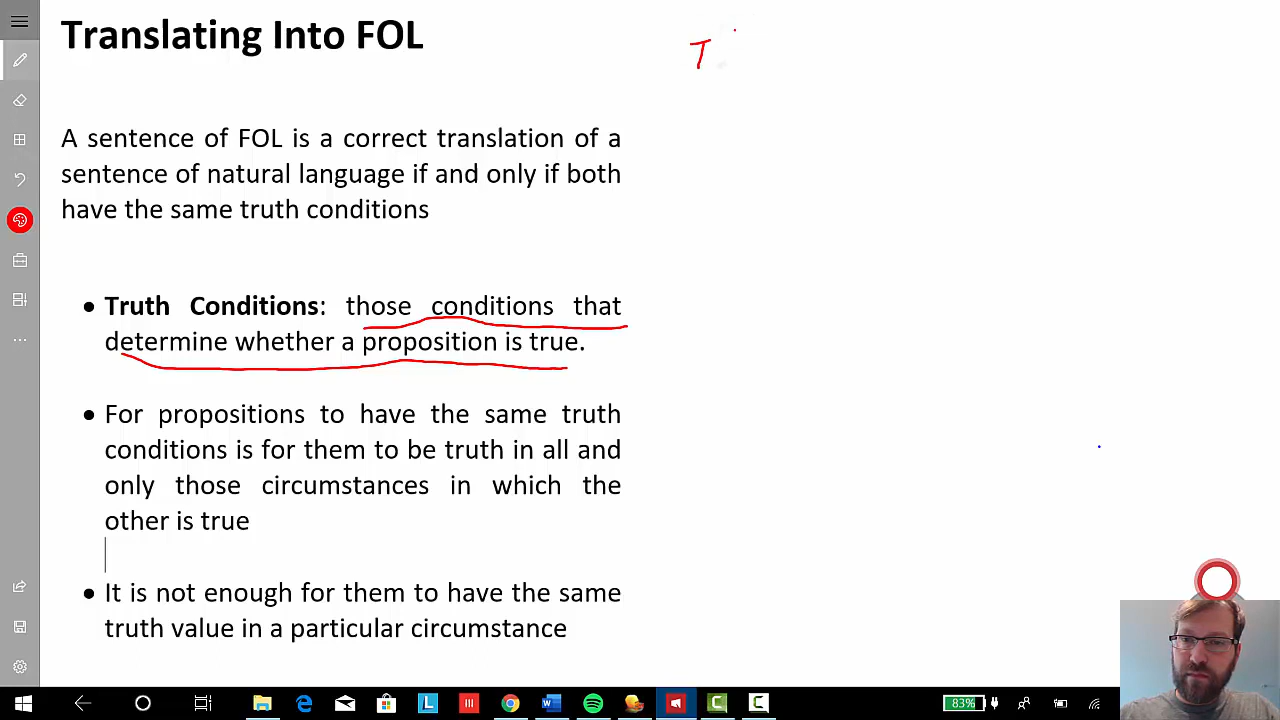 Translating Into FOL
T
A sentence of FOL is a correct translation of a
sentence of natural language if and only if both
have the same truth conditions
• Truth Conditions: those conditions that
determine whether a proposition is true.
• For propositions to have the same truth
conditions is for them to be truth in all and
only those circumstances in which the
other is true
• It is not enough for them to have the same
truth value in a particular circumstance
83%